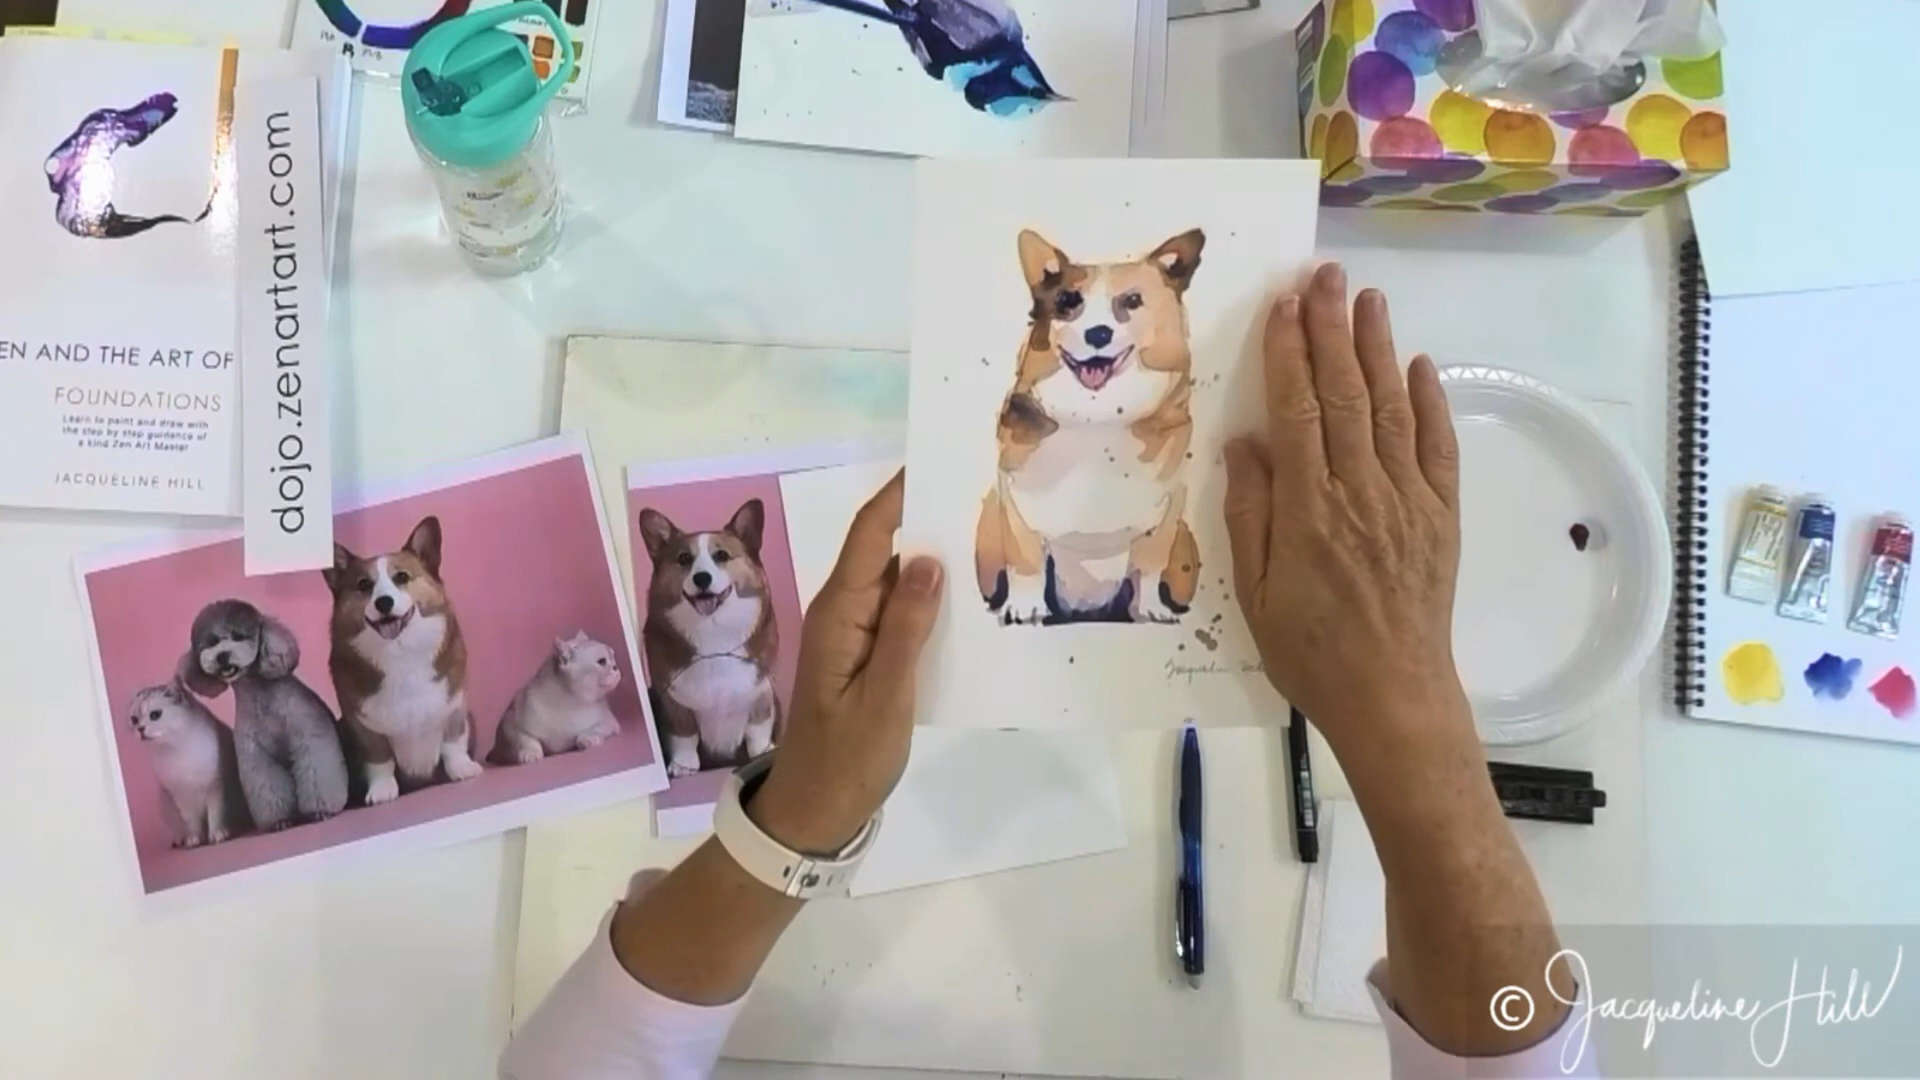 EN AND THE ART OF
FOUNDATIONS
Learn to paint and draw with
the step by step guidance of
a kind Zen Art Master
JACQUELINE HILL
dojo.zenartart.com
© Jacqueline Hill